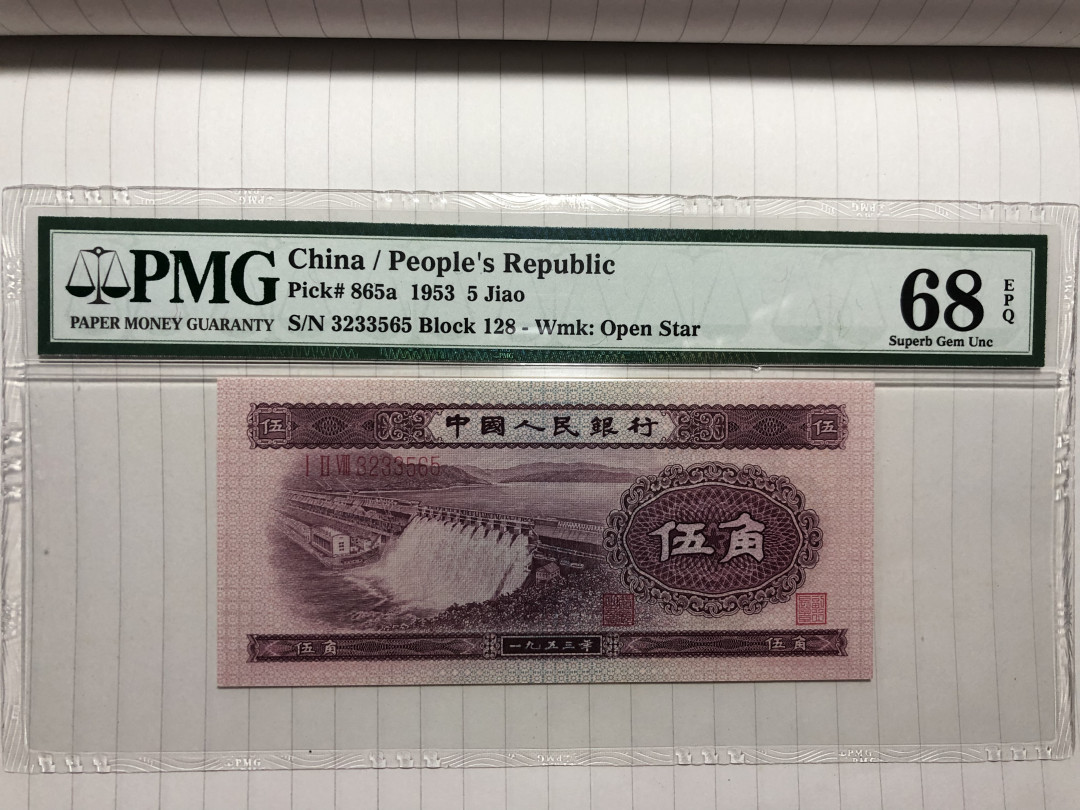 PMG
PAPER MONEY GUARANTY
China / People's Republic
Pick# 865a 1953 5 Jiao
S/N 3233565 Block 128 - Wmk: Open Star
68
EPQ
Superb Gem Unc
伍 中國人民銀行 伍
I II VIII 3233565
伍角
伍角 一九五三年 伍角